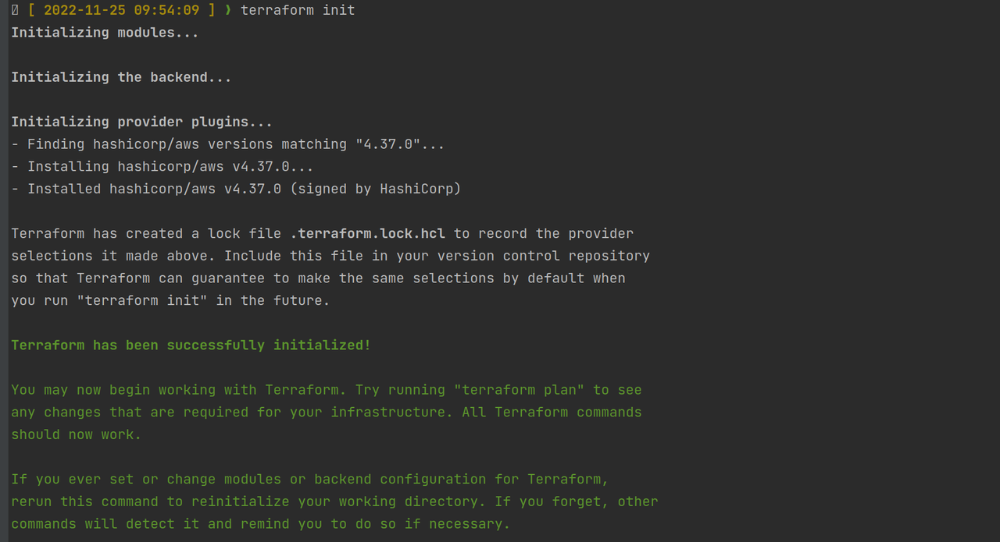 [ 2022-11-25 09:54:09 ] ❯ terraform init
Initializing modules...
Initializing the backend...
Initializing provider plugins...
- Finding hashicorp/aws versions matching "4.37.0"...
- Installing hashicorp/aws v4.37.0...
- Installed hashicorp/aws v4.37.0 (signed by HashiCorp)
Terraform has created a lock file .terraform.lock.hcl to record the provider
selections it made above. Include this file in your version control repository
so that Terraform can guarantee to make the same selections by default when
you run "terraform init" in the future.
Terraform has been successfully initialized!
You may now begin working with Terraform. Try running "terraform plan" to see
any changes that are required for your infrastructure. All Terraform commands
should now work.
If you ever set or change modules or backend configuration for Terraform,
rerun this command to reinitialize your working directory. If you forget, other
commands will detect it and remind you to do so if necessary.